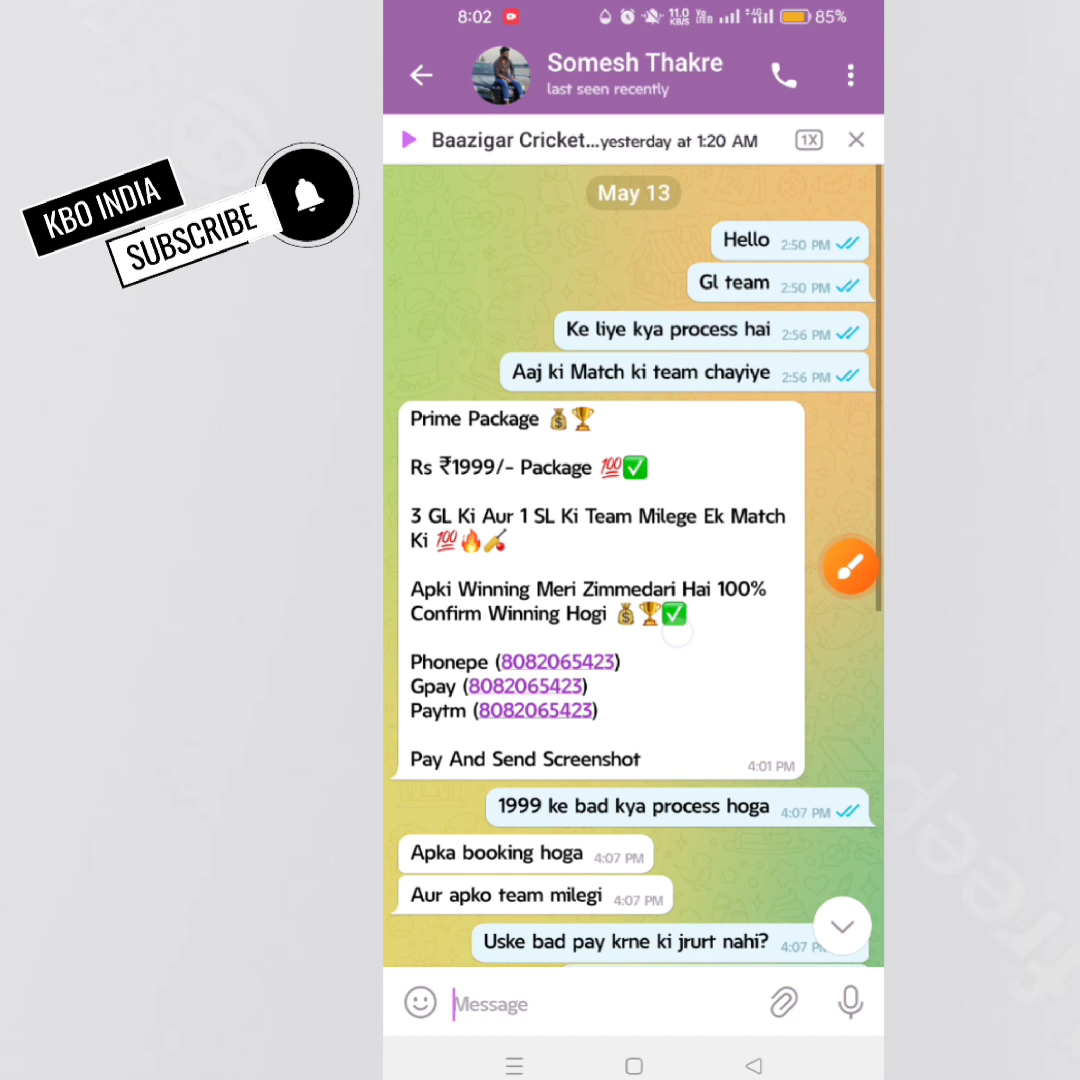 8:02
11.0
KB/S
4G
85%
Somesh Thakre
last seen recently
Baazigar Cricket...yesterday at 1:20 AM
1X
KBO INDIA
SUBSCRIBE
May 13
Hello 2:50 PM
Gl team 2:50 PM
Ke liye kya process hai 2:56 PM
Aaj ki Match ki team chayiye 2:56 PM
Prime Package 💰🏆
Rs ₹1999/- Package 💯✅
3 GL Ki Aur 1 SL Ki Team Milege Ek Match
Ki 💯🔥🏏
Apki Winning Meri Zimmedari Hai 100%
Confirm Winning Hogi 💰🏆✅
Phonepe (8082065423)
Gpay (8082065423)
Paytm (8082065423)
Pay And Send Screenshot
4:01 PM
1999 ke bad kya process hoga 4:07 PM
Apka booking hoga 4:07 PM
Aur apko team milegi 4:07 PM
Uske bad pay krne ki jrurt nahi? 4:07
Message